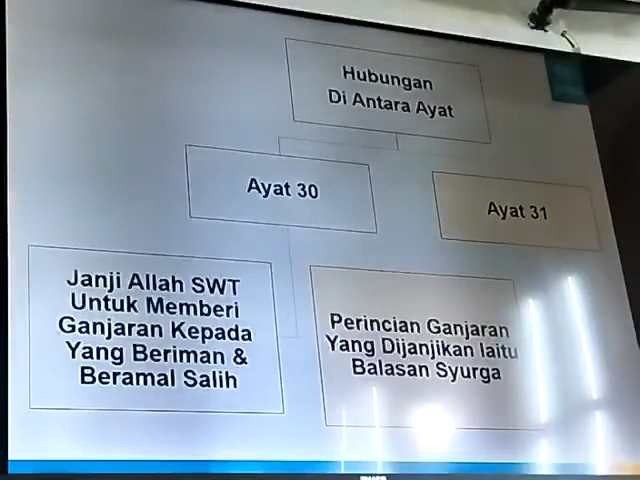 Hubungan
Di Antara Ayat
Ayat 30
Ayat 31
Janji Allah SWT
Untuk Memberi
Ganjaran Kepada
Yang Beriman &
Beramal Salih
Perincian Ganjaran
Yang Dijanjikan Iaitu
Balasan Syurga